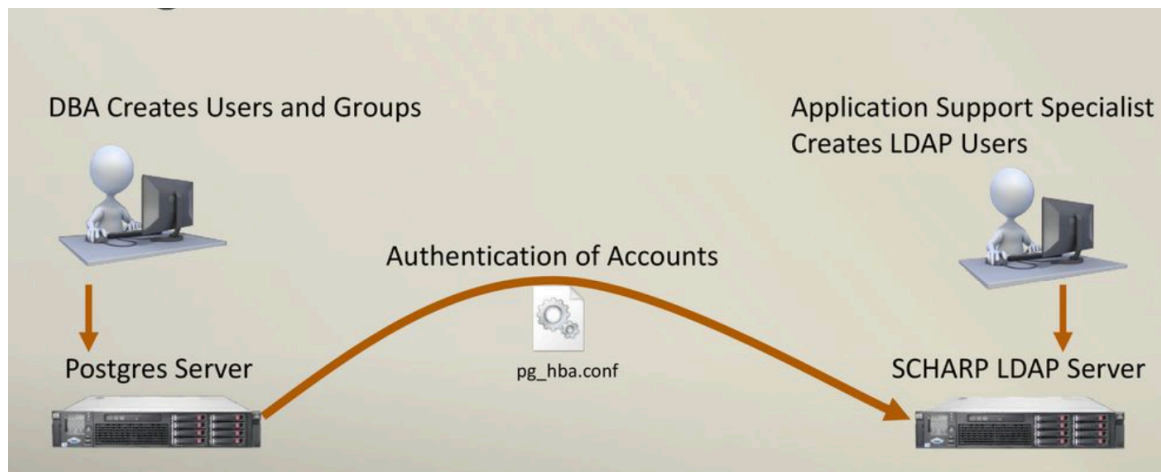 DBA Creates Users and Groups
Application Support Specialist
Creates LDAP Users
Authentication of Accounts
pg_hba.conf
Postgres Server
SCHARP LDAP Server